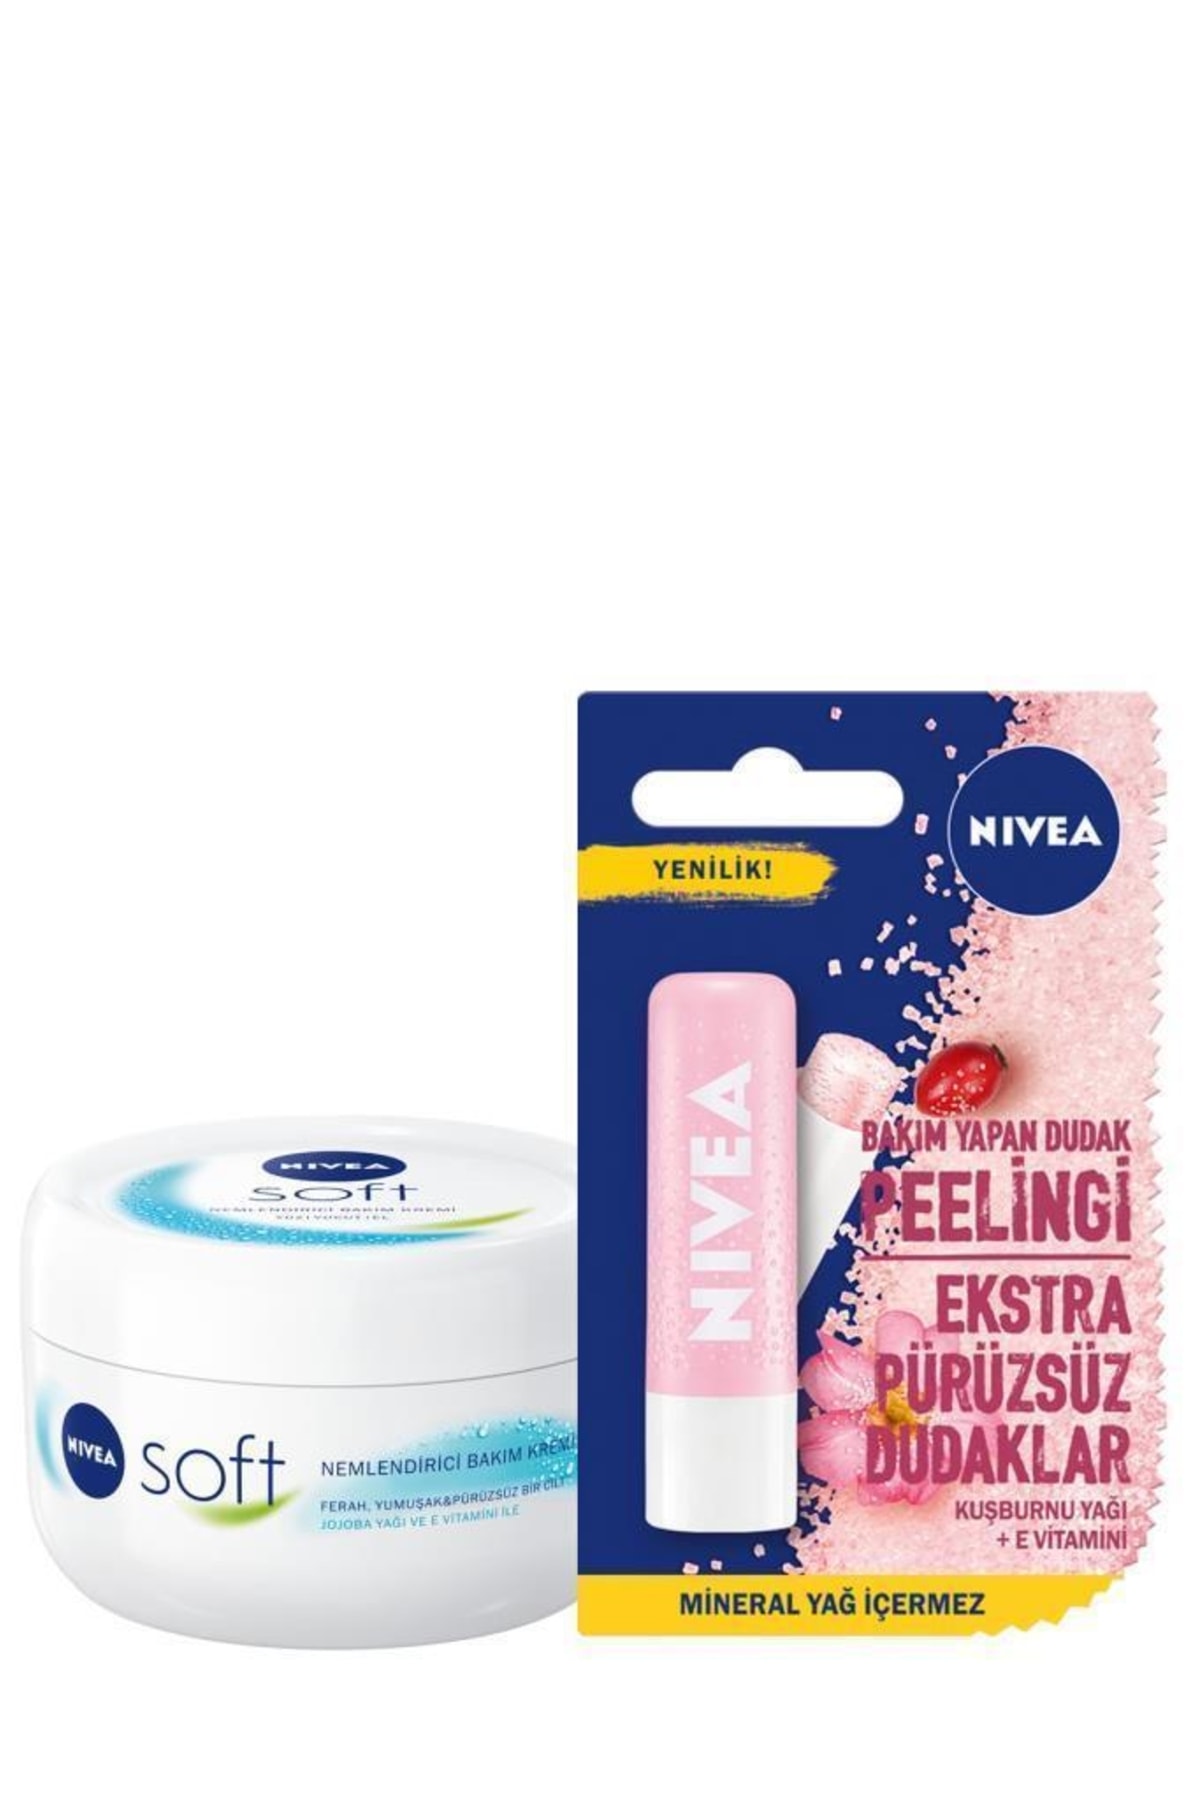 NIVEA
YENİLİK!
NIVEA
BAKIM YAPAN DUDAK
PEELİNGİ
EKSTRA
PÜRÜZSÜZ
DUDAKLAR
KUŞBURNU YAĞI
+ E VİTAMİNİ
MİNERAL YAĞ İÇERMEZ
NIVEA
soft
NEMLENDİRİCİ BAKIM KREMİ
NIVEA
soft
NEMLENDİRİCİ BAKIM KREMİ
FERAH, YUMUŞAK&PÜRÜZSÜZ BİR CİLT
JOJOBA YAĞI VE E VİTAMİNİ İLE